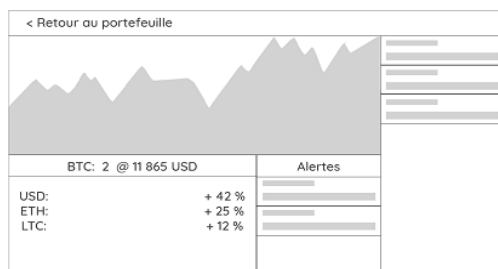 < Retour au portefeuille
BTC: 2 @ 11 865 USD
Alertes
USD: + 42 %
ETH: + 25 %
LTC: + 12 %